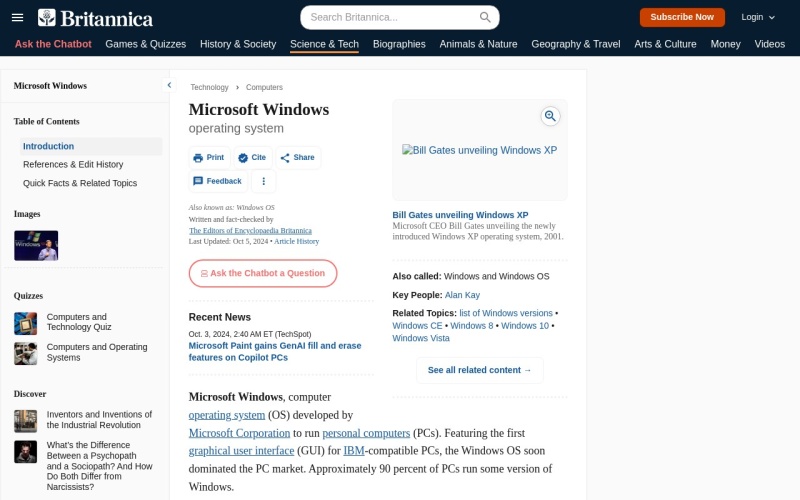 Britannica
Search Britannica...
Subscribe Now
Login
Ask the Chatbot
Games & Quizzes
History & Society
Science & Tech
Biographies
Animals & Nature
Geography & Travel
Arts & Culture
Money
Videos
Microsoft Windows
Table of Contents
Introduction
References & Edit History
Quick Facts & Related Topics
Images
Quizzes
Computers and
Technology Quiz
Computers and Operating
Systems
Discover
Inventors and Inventions of
the Industrial Revolution
What's the Difference
Between a Psychopath
and a Sociopath? And How
Do Both Differ from
Narcissists?
Technology › Computers
Microsoft Windows
operating system
Print
Cite
Share
Feedback
Also known as: Windows OS
Written and fact-checked by
The Editors of Encyclopaedia Britannica
Last Updated: Oct 5, 2024 • Article History
Ask the Chatbot a Question
Recent News
Oct. 3, 2024, 2:40 AM ET (TechSpot)
Microsoft Paint gains GenAI fill and erase
features on Copilot PCs
Bill Gates unveiling Windows XP
Bill Gates unveiling Windows XP
Microsoft CEO Bill Gates unveiling the newly
introduced Windows XP operating system, 2001.
Also called: Windows and Windows OS
Key People: Alan Kay
Related Topics: list of Windows versions •
Windows CE • Windows 8 • Windows 10 •
Windows Vista
See all related content →
Microsoft Windows, computer
operating system (OS) developed by
Microsoft Corporation to run personal computers (PCs). Featuring the first
graphical user interface (GUI) for IBM-compatible PCs, the Windows OS soon
dominated the PC market. Approximately 90 percent of PCs run some version of
Windows.